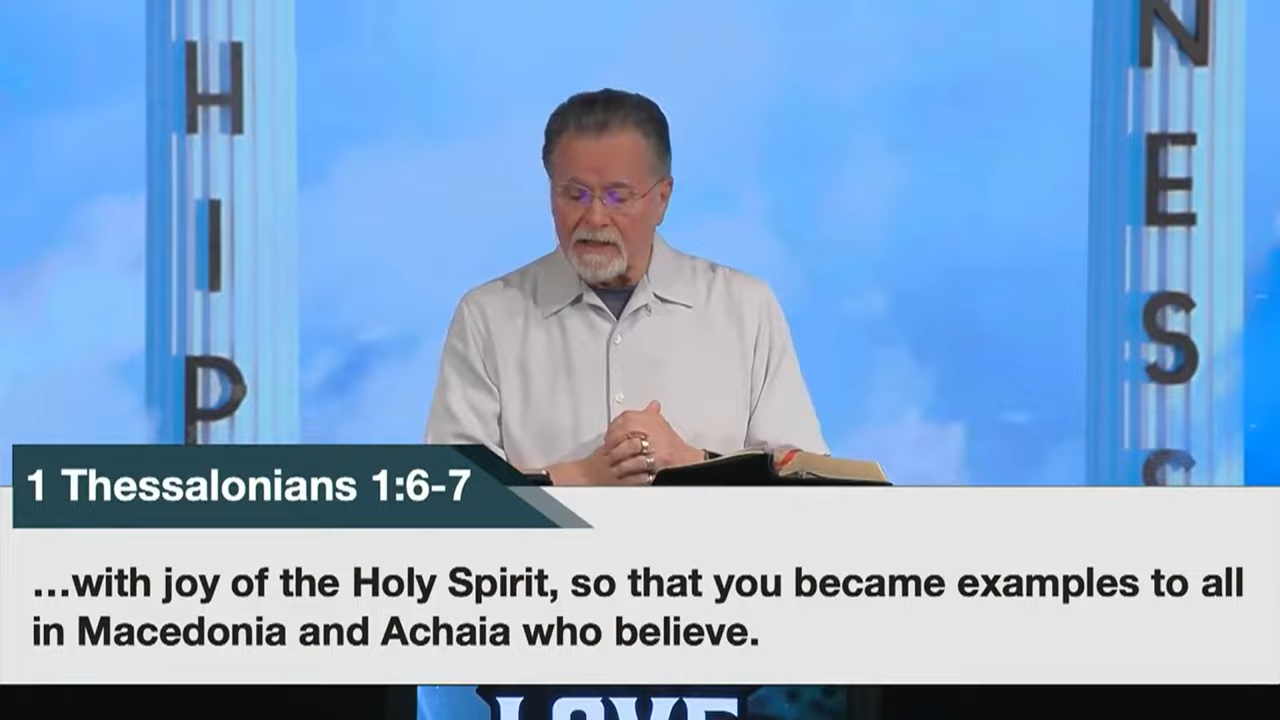 H
I
P
N
E
S
S
1 Thessalonians 1:6-7
...with joy of the Holy Spirit, so that you became examples to all
in Macedonia and Achaia who believe.
LOVE